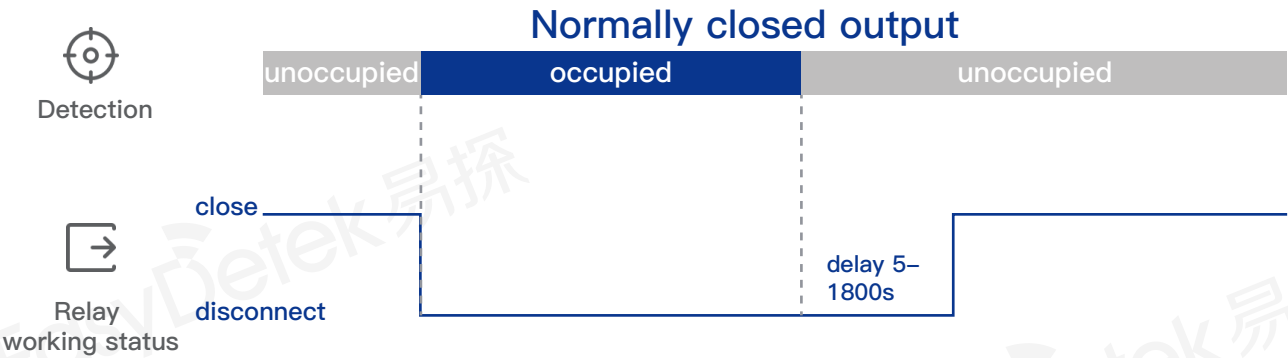 Normally closed output
unoccupied occupied unoccupied
Detection
close
delay 5–
1800s
Relay
working status
disconnect
EasyDetek易探